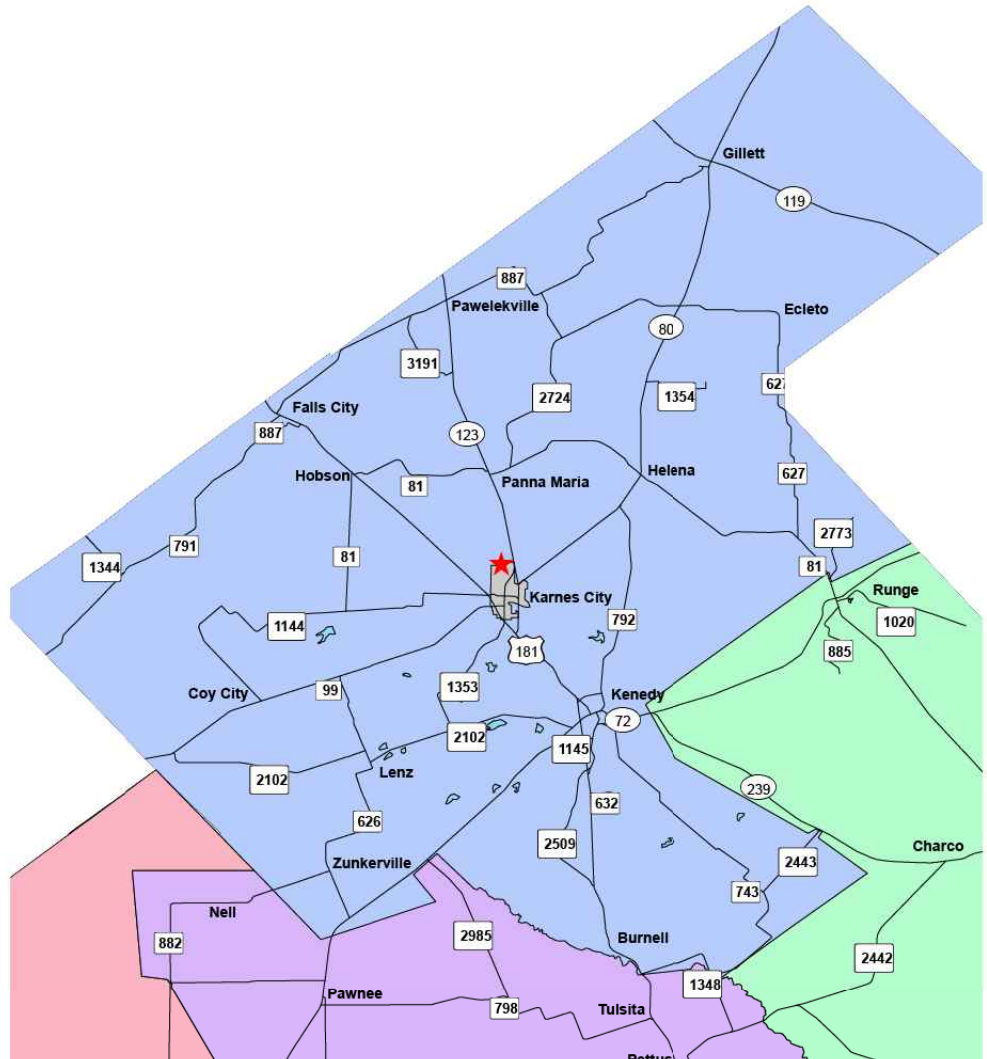 Gillett
119
887
Pawelekville
Ecleto
80
3191
627
1354
2724
Falls City
887
123
Hobson
81
Panna Maria
Helena
627
2773
791
1344
81
81
Runge
Karnes City
1020
1144
792
885
181
1353
Coy City
99
Kenedy
72
2102
1145
2102
Lenz
239
632
626
2509
Charco
Zunkerville
2443
743
Nell
2985
Burnell
882
2442
1348
Pawnee
798
Tulsita
Pettus